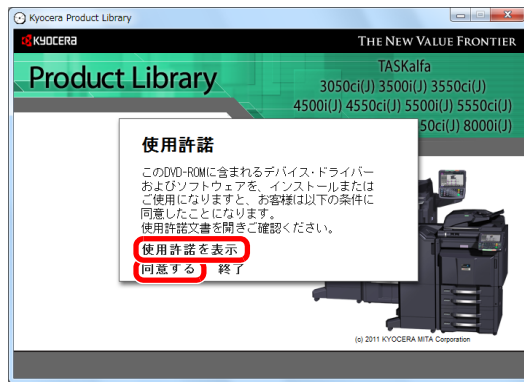 Kyocera Product Library
KYOCERA
THE NEW VALUE FRONTIER
Product Library
TASKalfa
3050ci(J) 3500i(J) 3550ci(J)
4500i(J) 4550ci(J) 5500i(J) 5550ci(J)
50ci(J) 8000i(J)
使用許諾
このDVD-ROMに含まれるデバイス・ドライバー
およびソフトウェアを、インストールまたは
ご使用になりますと、お客様は以下の条件に
同意したことになります。
使用許諾文書を開きご確認ください。
使用許諾を表示
同意する 終了
(c) 2011 KYOCERA MITA Corporation